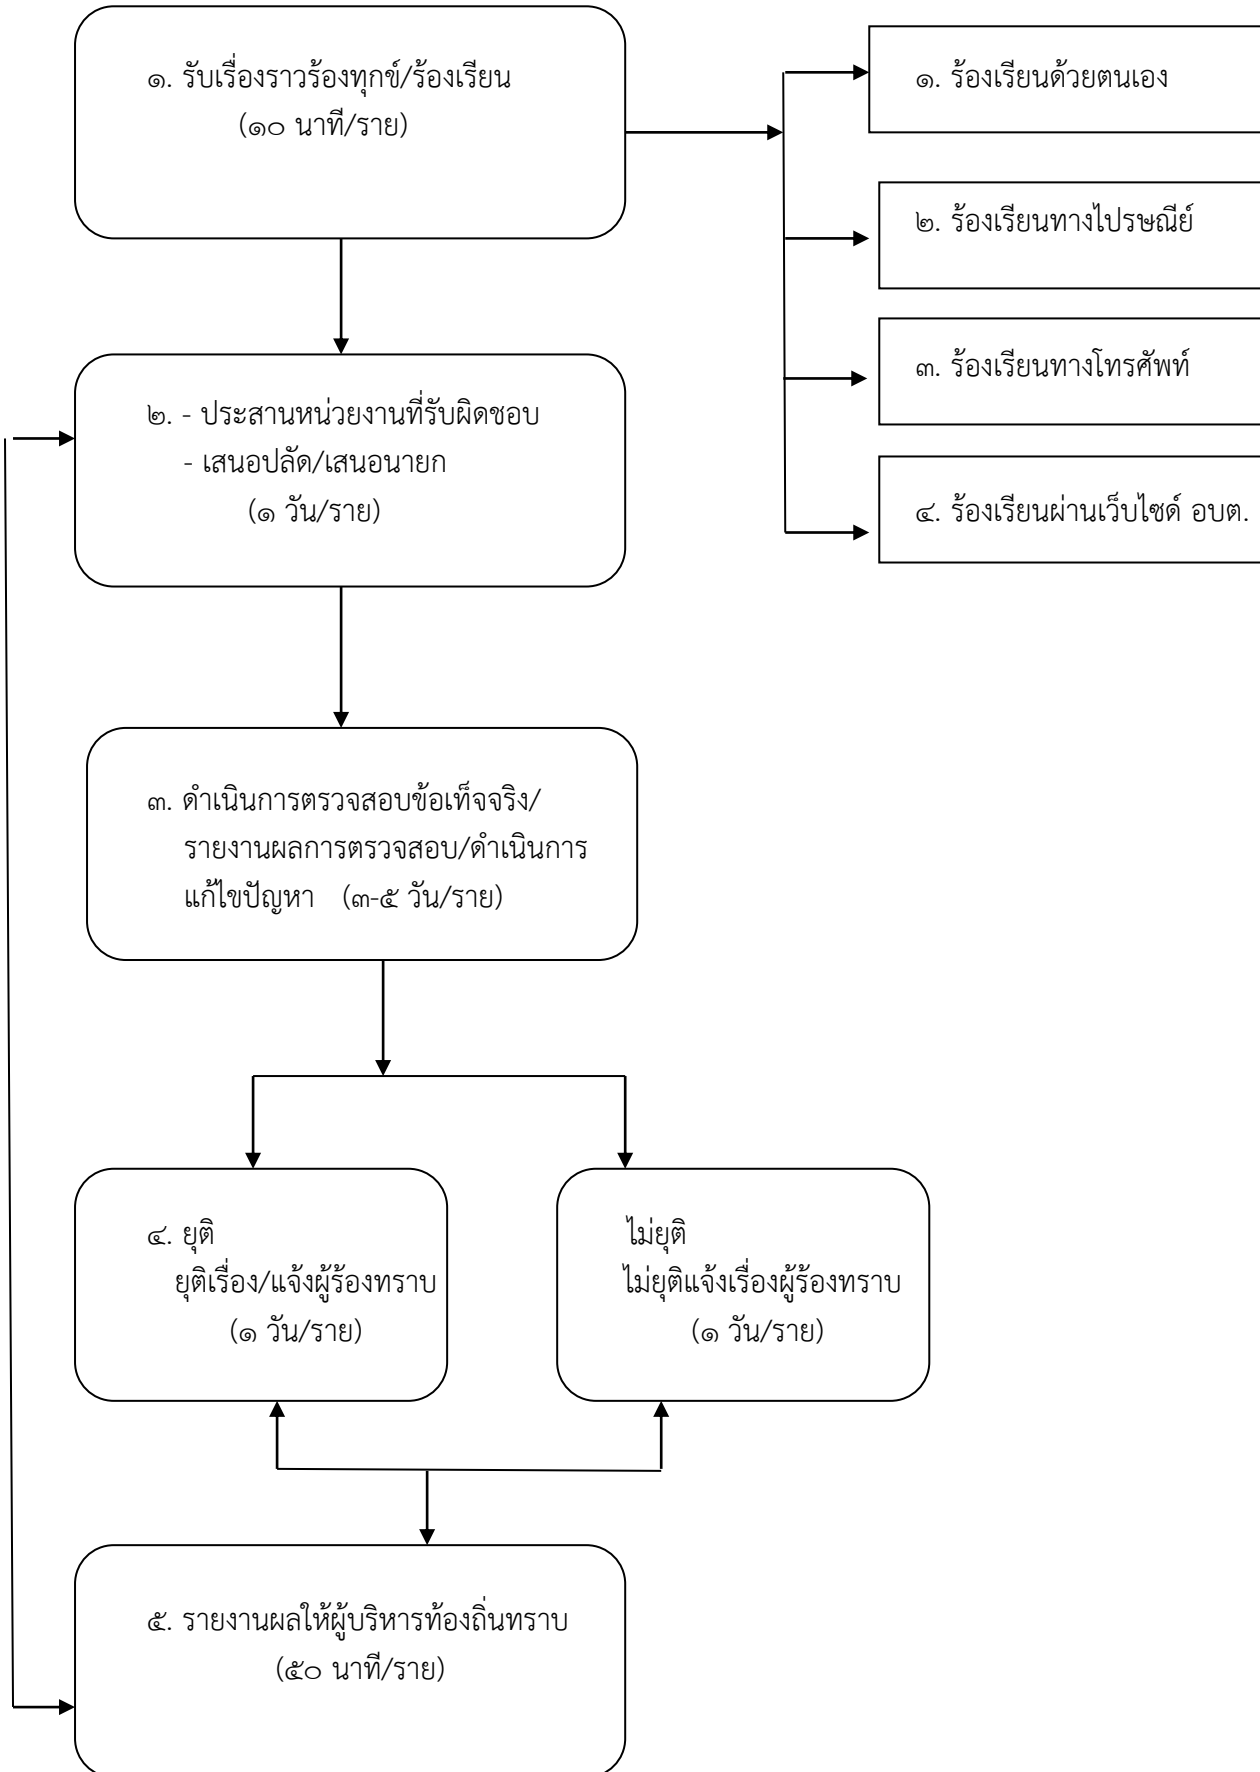 ๑. รับเรื่องราวร้องทุกข์/ร้องเรียน
(๑๐ นาที/ราย)
๑. ร้องเรียนด้วยตนเอง
๒. ร้องเรียนทางไปรษณีย์
๓. ร้องเรียนทางโทรศัพท์
๔. ร้องเรียนผ่านเว็บไซด์ อบต.
๒. - ประสานหน่วยงานที่รับผิดชอบ
- เสนอปลัด/เสนอนายก
(๑ วัน/ราย)
๓. ดำเนินการตรวจสอบข้อเท็จจริง/
รายงานผลการตรวจสอบ/ดำเนินการ
แก้ไขปัญหา (๓-๕ วัน/ราย)
๔. ยุติ
ยุติเรื่อง/แจ้งผู้ร้องทราบ
(๑ วัน/ราย)
ไม่ยุติ
ไม่ยุติแจ้งเรื่องผู้ร้องทราบ
(๑ วัน/ราย)
๕. รายงานผลให้ผู้บริหารท้องถิ่นทราบ
(๕๐ นาที/ราย)